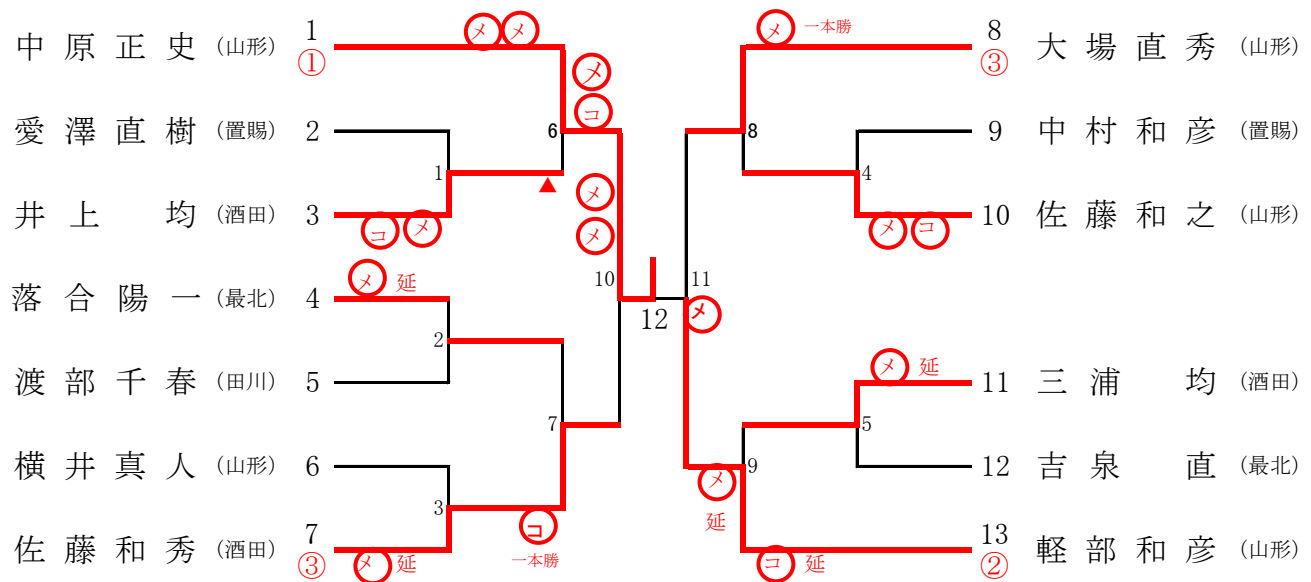 中原正史 (山形) 1
①
愛澤直樹 (置賜) 2
井上 均 (酒田) 3
落合陽一 (最北) 4
渡部千春 (田川) 5
横井真人 (山形) 6
佐藤和秀 (酒田) 7
③
メ メ
メ
コ
6
1
▲
コ メ
メ
メ
メ 延
10
2
12
7
3
コ
一本勝
メ 延
メ 一本勝
8
4
メ コ
11
メ
メ 延
5
9
メ
延
コ 延
8 大場直秀 (山形)
③
9 中村和彦 (置賜)
10 佐藤和之 (山形)
11 三浦 均 (酒田)
12 吉泉 直 (最北)
13 軽部和彦 (山形)
②